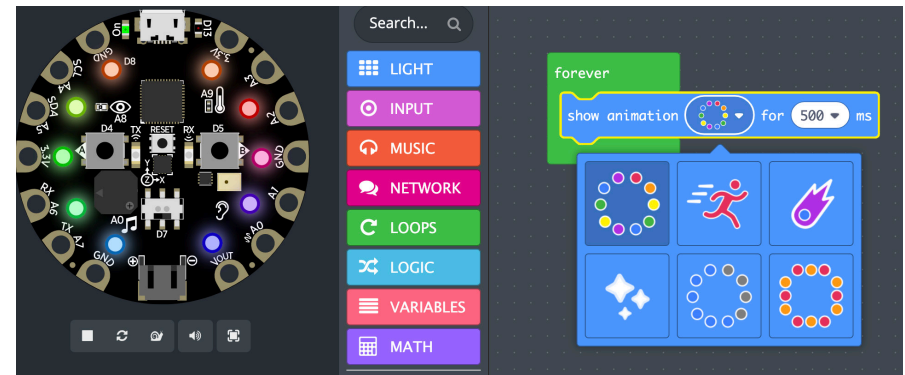 On
D13
GND
D8
3.3V
SCL
A4
A3
SDA
A5
A8
A9
A2
D4
TX
RESET
RX
D5
A
B
3.3V
GND
Y
Z
X
RX
A6
A1
A0
D7
TX
A7
A0
GND
VOUT
Search...
LIGHT
INPUT
MUSIC
NETWORK
LOOPS
LOGIC
VARIABLES
MATH
forever
show animation for 500 ms